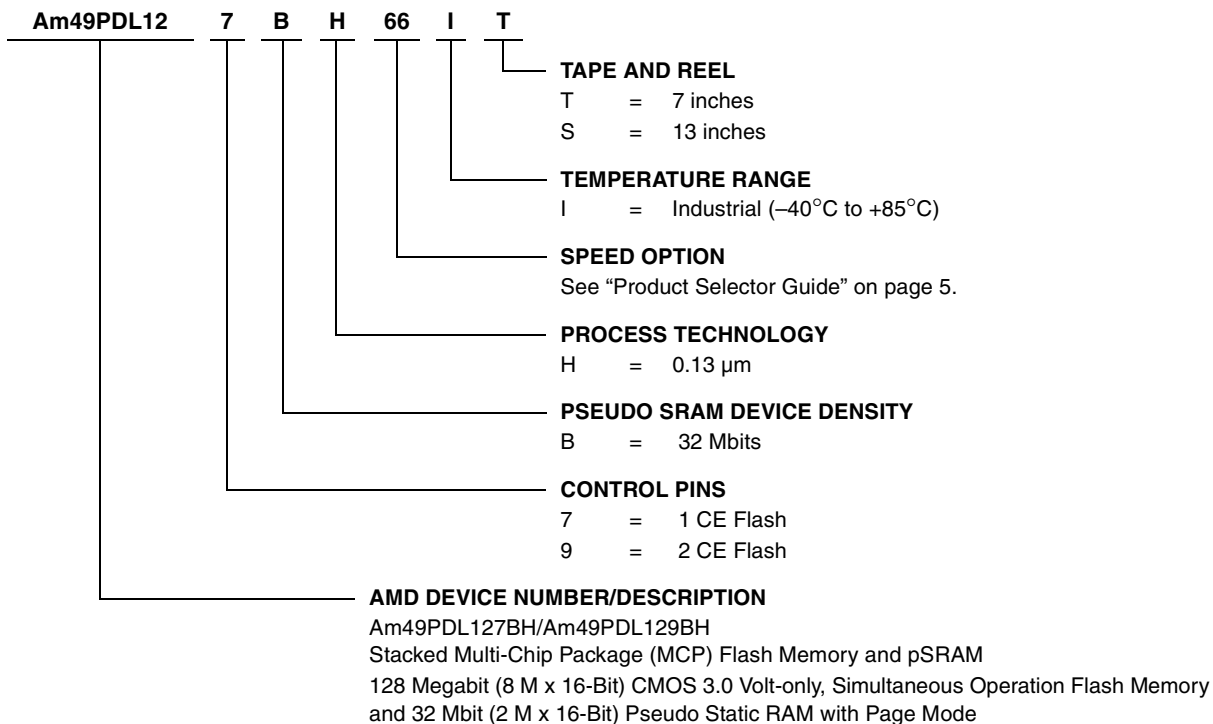 Am49PDL12 7 B H 66 I T
TAPE AND REEL
T = 7 inches
S = 13 inches
TEMPERATURE RANGE
I = Industrial (–40°C to +85°C)
SPEED OPTION
See “Product Selector Guide” on page 5.
PROCESS TECHNOLOGY
H = 0.13 µm
PSEUDO SRAM DEVICE DENSITY
B = 32 Mbits
CONTROL PINS
7 = 1 CE Flash
9 = 2 CE Flash
AMD DEVICE NUMBER/DESCRIPTION
Am49PDL127BH/Am49PDL129BH
Stacked Multi-Chip Package (MCP) Flash Memory and pSRAM
128 Megabit (8 M x 16-Bit) CMOS 3.0 Volt-only, Simultaneous Operation Flash Memory
and 32 Mbit (2 M x 16-Bit) Pseudo Static RAM with Page Mode